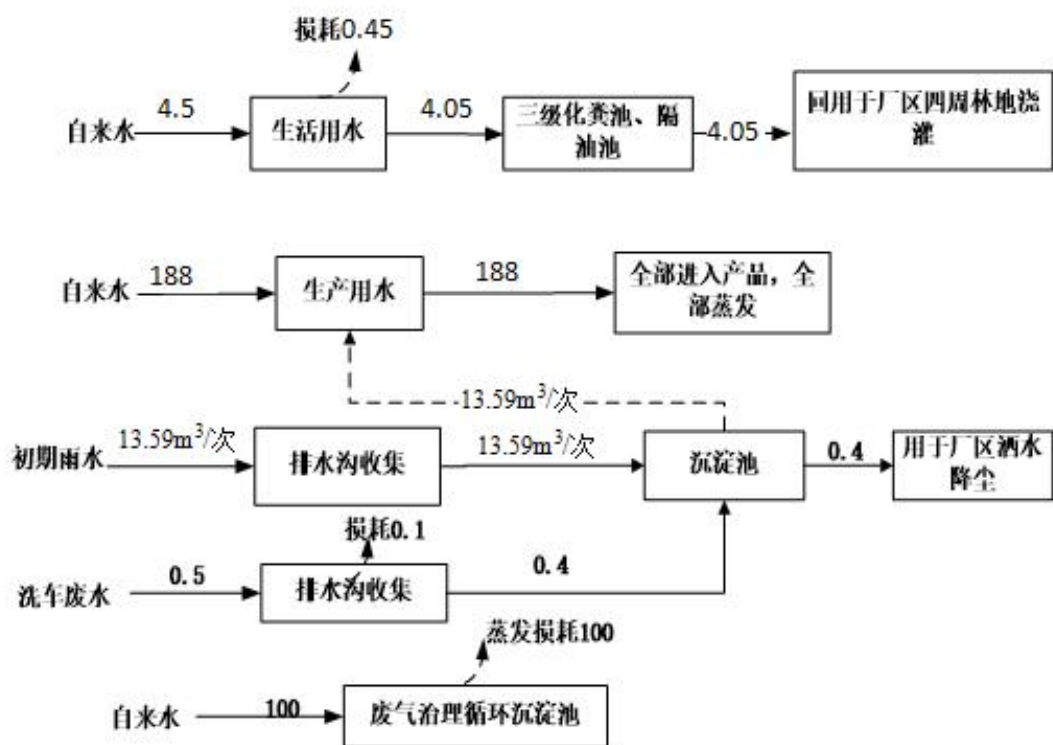 损耗0.45
自来水
4.5
生活用水
4.05
三级化粪池、隔
油池
4.05
回用于厂区四周林地浇
灌
自来水
188
生产用水
188
全部进入产品，全
部蒸发
13.59m³/次
初期雨水
13.59m³/次
排水沟收集
13.59m³/次
沉淀池
0.4
用于厂区洒水
降尘
损耗0.1
洗车废水
0.5
排水沟收集
0.4
蒸发损耗100
自来水
100
废气治理循环沉淀池